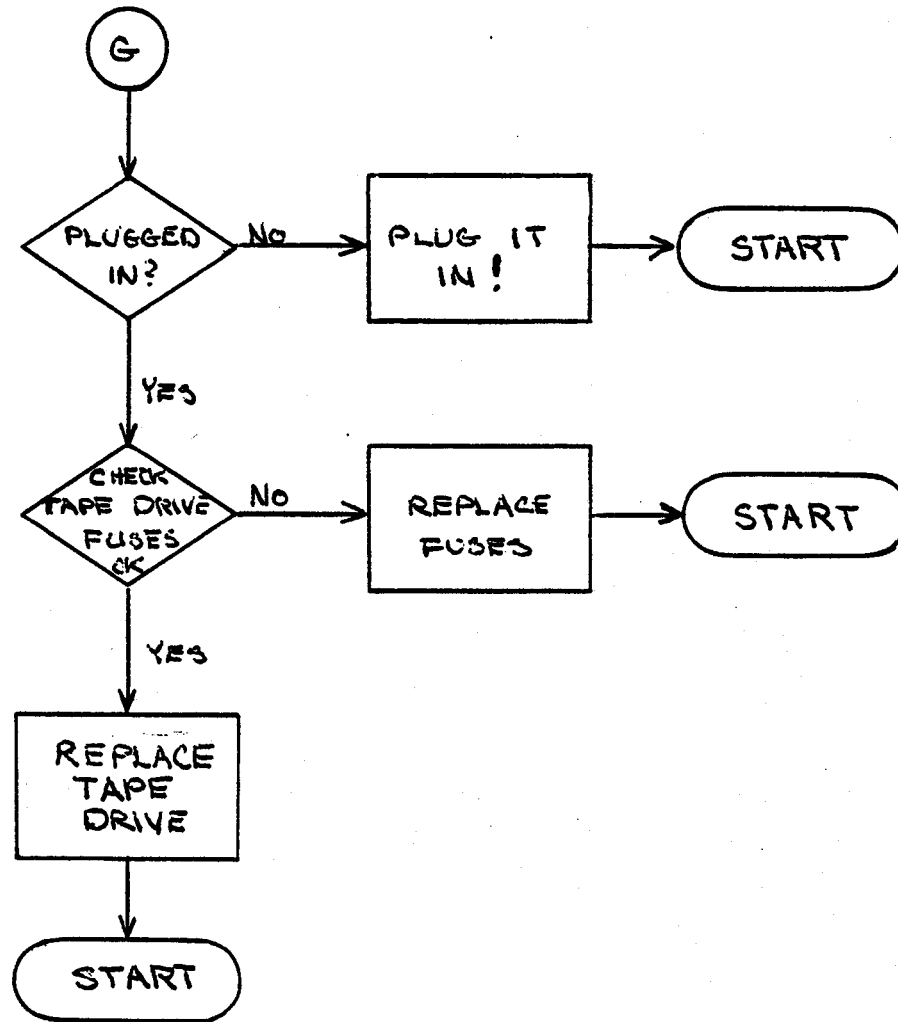 G
PLUGGED
IN?
NO
PLUG IT
IN!
START
YES
CHECK
TAPE DRIVE
FUSES
OK
NO
REPLACE
FUSES
START
YES
REPLACE
TAPE
DRIVE
START